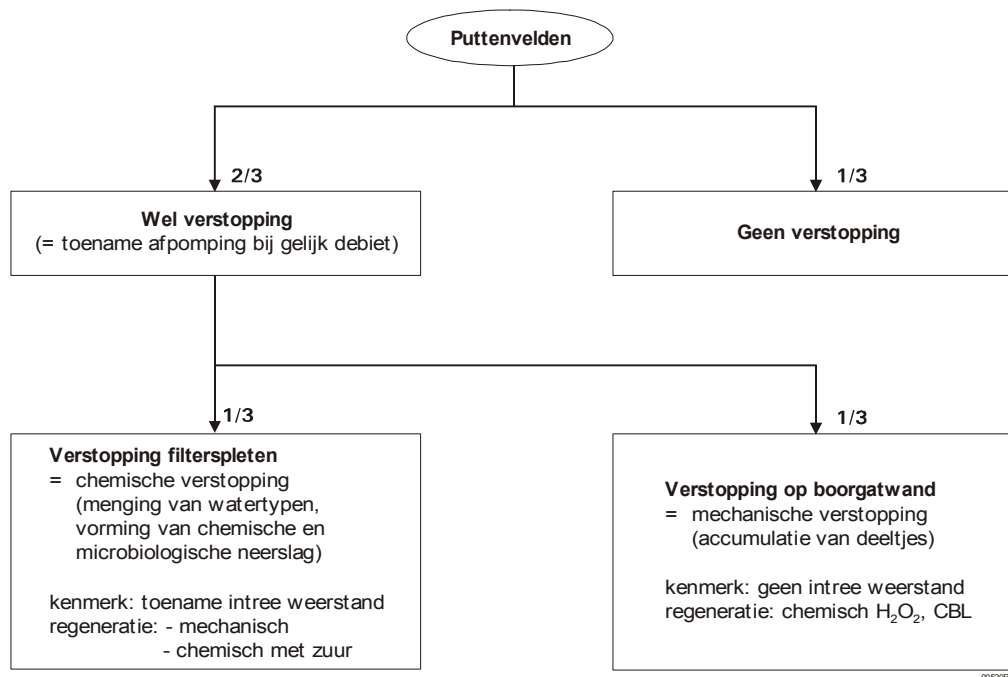 Puttenvelden
2/3
1/3
Wel verstopping
(= toename afpomping bij gelijk debiet)
Geen verstopping
1/3
1/3
Verstopping filterspleten
= chemische verstopping
(menging van watertypen,
vorming van chemische en
microbiologische neerslag)
kenmerk: toename intree weerstand
regeneratie: - mechanisch
- chemisch met zuur
Verstopping op boorgatwand
= mechanische verstopping
(accumulatie van deeltjes)
kenmerk: geen intree weerstand
regeneratie: chemisch H₂O₂, CBL